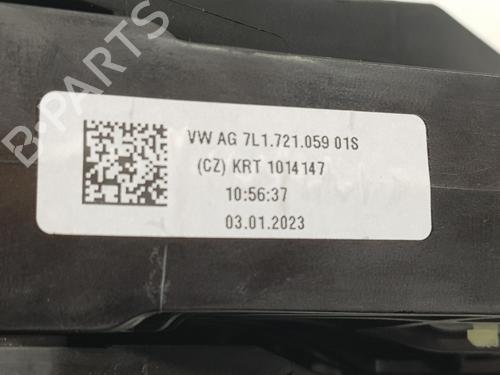 B-PARTS
VW AG 7L1.721.059 01S
(CZ) KRT 1014147
10:56:37
03.01.2023